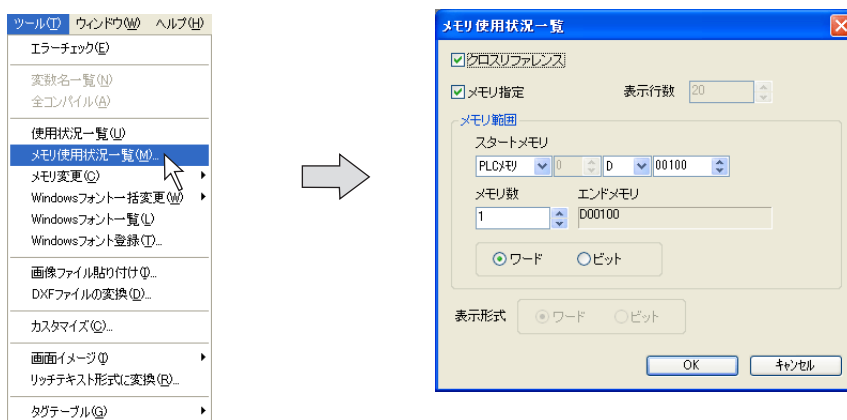 ツール(T) ウィンドウ(W) ヘルプ(H)
エラーチェック(E)
変数名一覧(N)
全コンパイル(A)
使用状況一覧(U)
メモリ使用状況一覧(M)...
メモリ変更(C)
Windowsフォント一括変更(W)
Windowsフォント一覧(L)
Windowsフォント登録(T)...
画像ファイル貼り付け(I)...
DXFファイルの変換(D)...
カスタマイズ(C)...
画面イメージ(I)
リッチテキスト形式に変換(R)...
タグテーブル(G)
メモリ使用状況一覧
クロスリファレンス
メモリ指定 表示行数 20
メモリ範囲
スタートメモリ
PLCメモリ 0 D 00100
メモリ数 エンドメモリ
1 D00100
ワード ビット
表示形式 ワード ビット
OK キャンセル